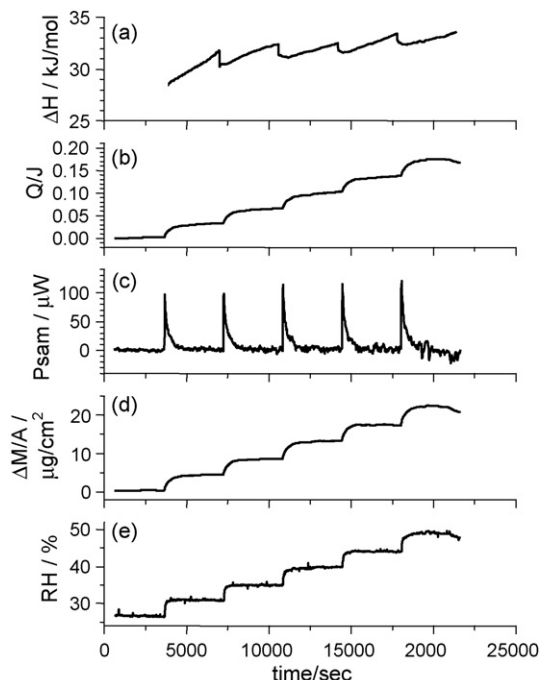 35
(a)
30
25
ΔH / kJ/mol
0.20
(b)
0.15
0.10
0.05
0.00
Q/J
(c)
100
50
0
Psam / μW
(d)
20
10
0
ΔM/A /
μg/cm²
50
(e)
40
30
RH / %
0 5000 10000 15000 20000 25000
time/sec